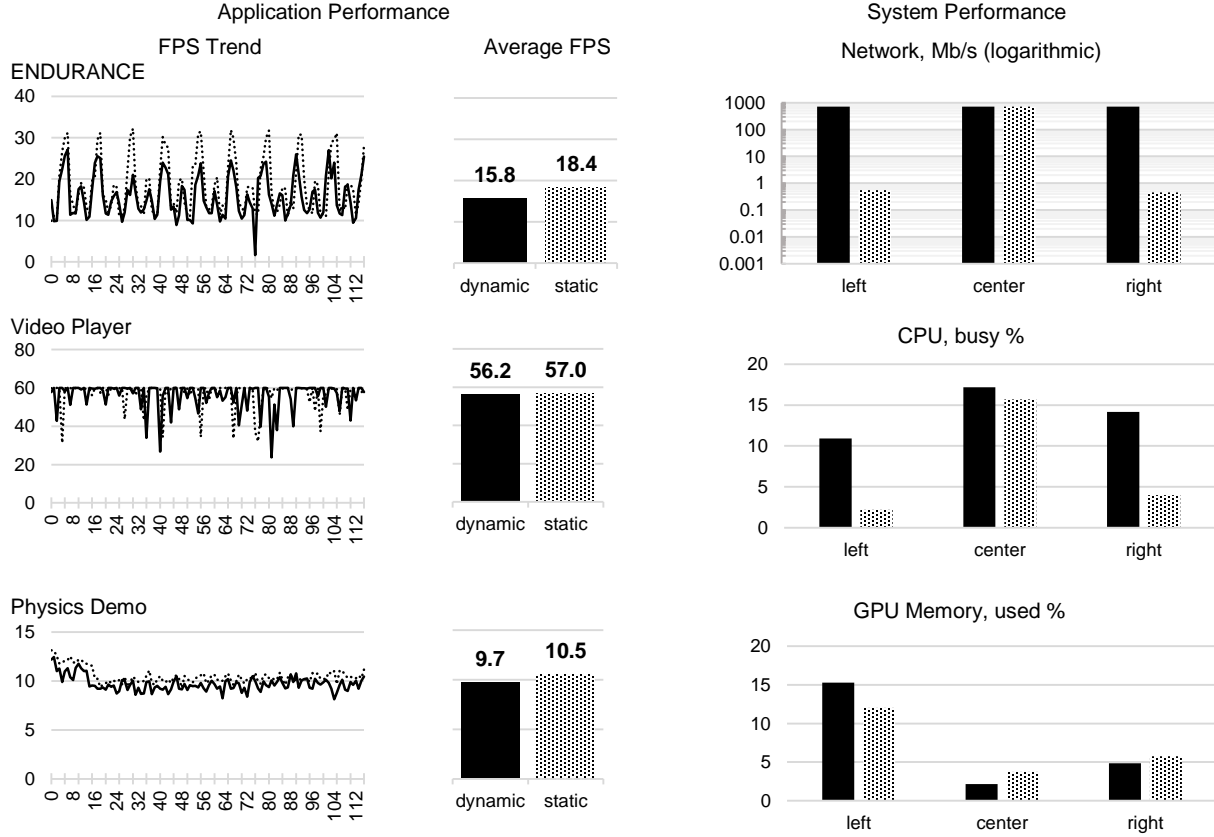 Application Performance
System Performance
FPS Trend
Average FPS
Network, Mb/s (logarithmic)
ENDURANCE
40
30
20
10
0
0 8 16 24 32 40 48 56 64 72 80 88 96 104 112
15.8 18.4
dynamic static
1000
100
10
1
0.1
0.01
0.001
left center right
Video Player
80
60
40
20
0
0 8 16 24 32 40 48 56 64 72 80 88 96 104 112
56.2 57.0
dynamic static
CPU, busy %
20
15
10
5
0
left center right
Physics Demo
15
10
5
0
0 8 16 24 32 40 48 56 64 72 80 88 96 104 112
9.7 10.5
dynamic static
GPU Memory, used %
20
15
10
5
0
left center right